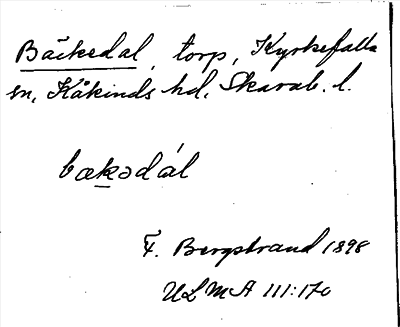 Bäckedal, torp, Kyrkefalla
sn, Kåkinds hd. Skarab. l.
bækədál
F. Bergstrand 1898
ULMA 111:170